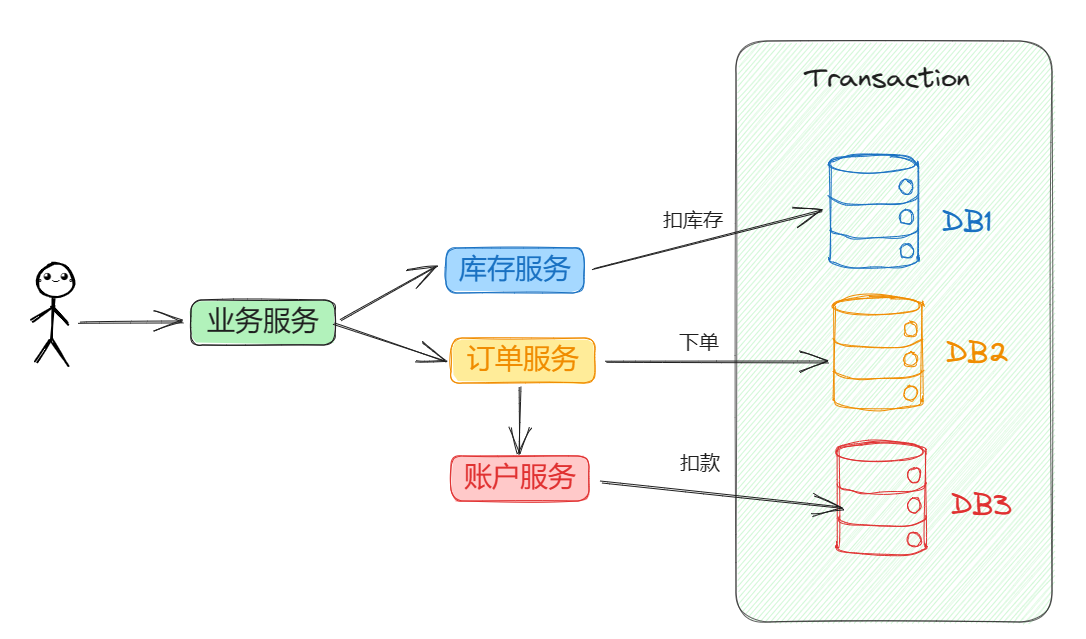 Transaction
扣库存
DB1
库存服务
业务服务
下单
订单服务
DB2
扣款
账户服务
DB3